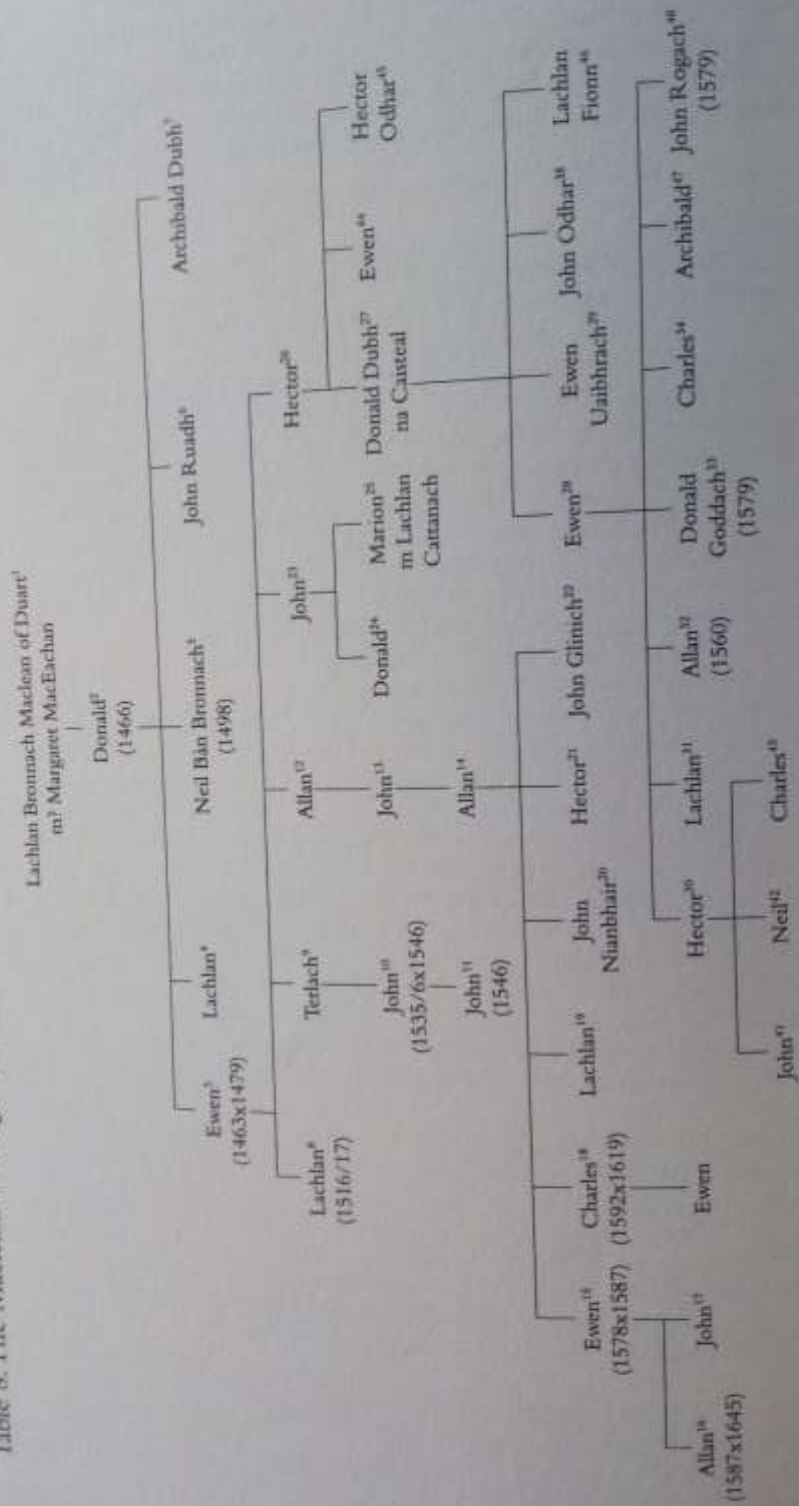 Table 8. The
Lachlan Bronnach Maclean of Duart¹
m? Margaret MacEachan
Donald²
(1466)
Ewen³
(1463x1479)
Lachlan⁴
Neil Bàn Bronnach⁵
(1498)
John Ruadh⁶
Archibald Dubh⁷
Lachlan⁸
(1516/17)
Terlach⁹
Allan¹²
John²³
Hector²⁶
John¹⁰
(1535/6x1546)
John¹³
Donald²⁴
Marion²⁵
m Lachlan
Cattanach
Donald Dubh²⁷
na Caisteal
Ewen⁴⁴
Hector
Odhar⁴⁵
John¹¹
(1546)
Allan¹⁴
Ewen¹⁵
(1578x1587)
Charles¹⁸
(1592x1619)
Lachlan¹⁹
John
Nianbhair²⁰
Hector²¹
John Glinich²²
Ewen²⁸
Ewen
Uaibhrach²⁹
John Odhar³⁸
Lachlan
Fionn⁴⁶
Allan¹⁶
(1587x1645)
John¹⁷
Ewen
Hector³⁰
Lachlan³¹
Allan³²
(1560)
Donald
Goddach³³
(1579)
Charles³⁴
Archibald⁴⁷
John Rogach⁴⁸
(1579)
John⁴¹
Neil⁴²
Charles⁴³